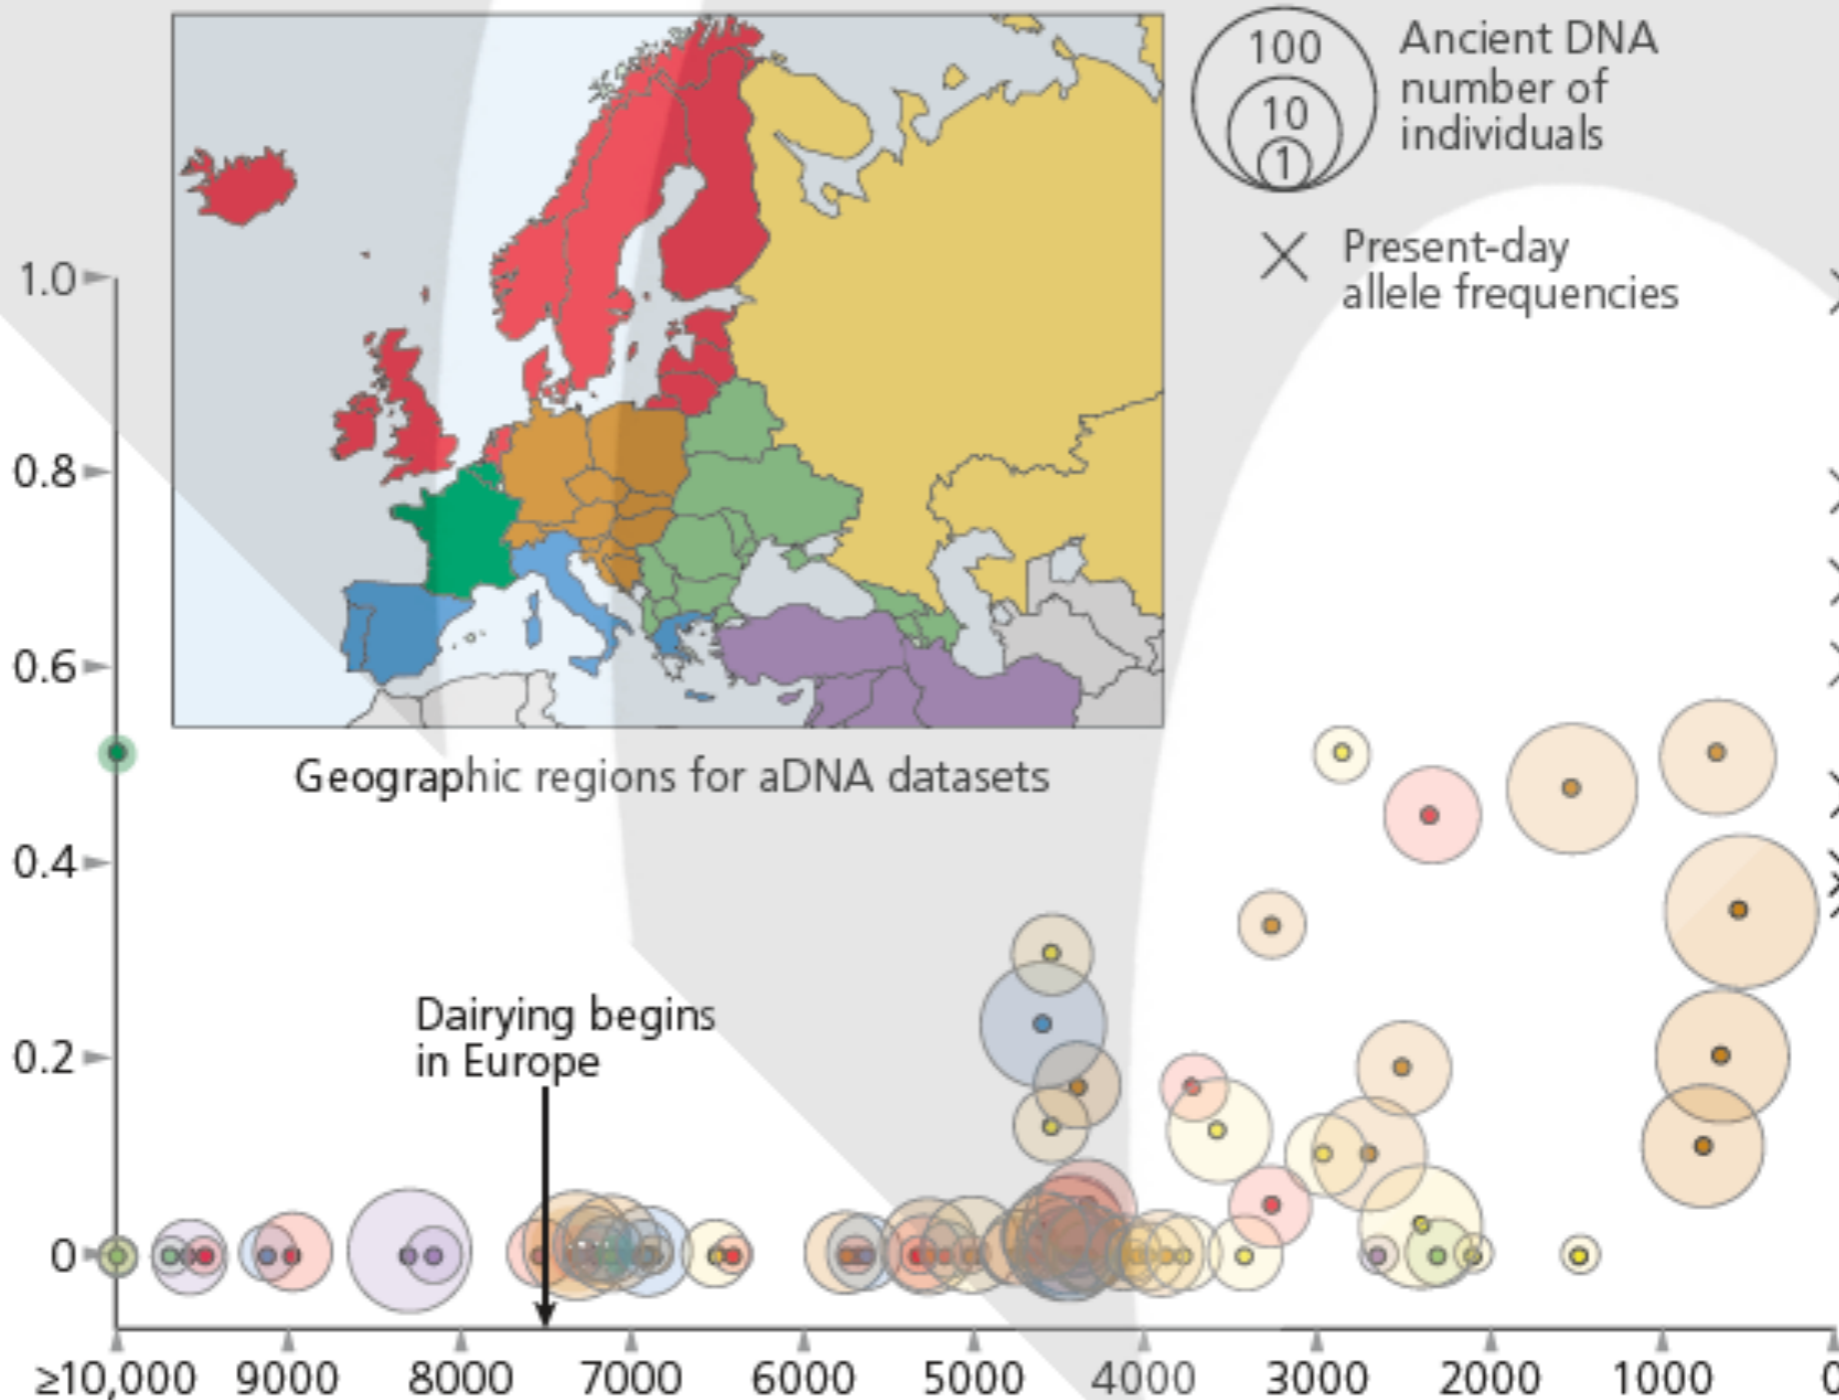 100
10
1
Ancient DNA
number of
individuals
Present-day
allele frequencies
1.0
0.8
0.6
0.4
0.2
0
Geographic regions for aDNA datasets
Dairying begins
in Europe
≥10,000 9000 8000 7000 6000 5000 4000 3000 2000 1000 0